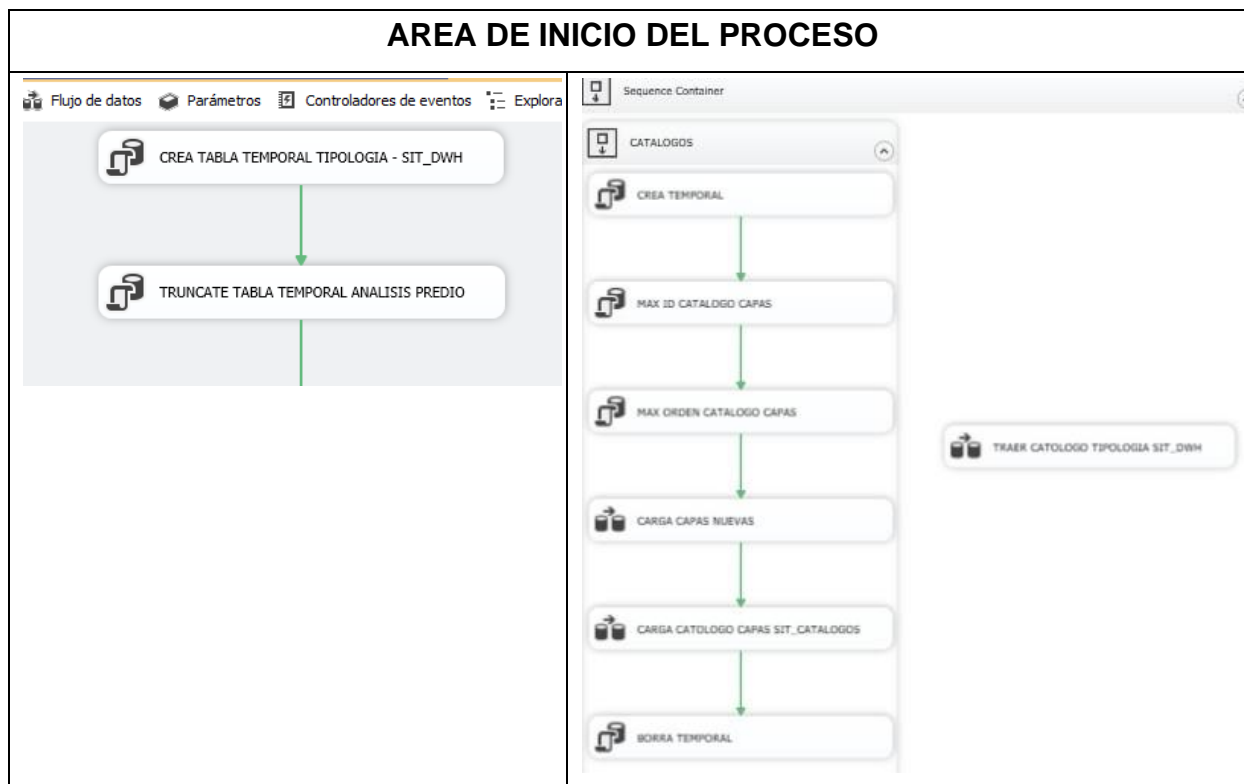 AREA DE INICIO DEL PROCESO
Flujo de datos Parámetros Controladores de eventos Explora
CREA TABLA TEMPORAL TIPOLOGIA - SIT_DWH
TRUNCATE TABLA TEMPORAL ANALISIS PREDIO
Sequence Container
CATALOGOS
CREA TEMPORAL
MAX ID CATALOGO CAPAS
MAX ORDEN CATALOGO CAPAS
CARGA CAPAS NUEVAS
CARGA CATOLOGO CAPAS SIT_CATALOGOS
BORRA TEMPORAL
TRAER CATOLOGO TIPOLOGIA SIT_DWH